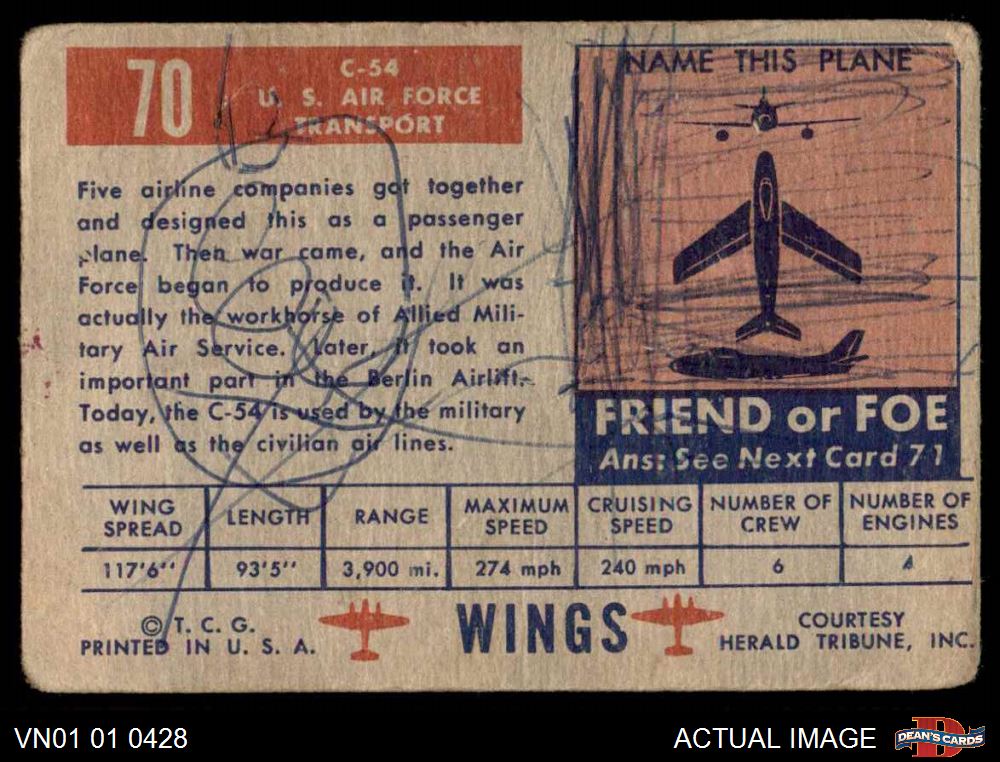 70
C-54
U. S. AIR FORCE
TRANSPORT
Five airline companies got together
and designed this as a passenger
plane. Then war came, and the Air
Force began to produce it. It was
actually the workhorse of Allied Mili-
tary Air Service. Later, it took an
important part in the Berlin Airlift.
Today, the C-54 is used by the military
as well as the civilian air lines.
NAME THIS PLANE
FRIEND or FOE
Ans: See Next Card 71
WING SPREAD LENGTH RANGE MAXIMUM SPEED CRUISING SPEED NUMBER OF CREW NUMBER OF ENGINES
117'6" 93'5" 3,900 mi. 274 mph 240 mph 6 4
© T. C. G.
PRINTED IN U. S. A.
WINGS
COURTESY
HERALD TRIBUNE, INC.
VN01 01 0428
ACTUAL IMAGE
DEAN'S CARDS